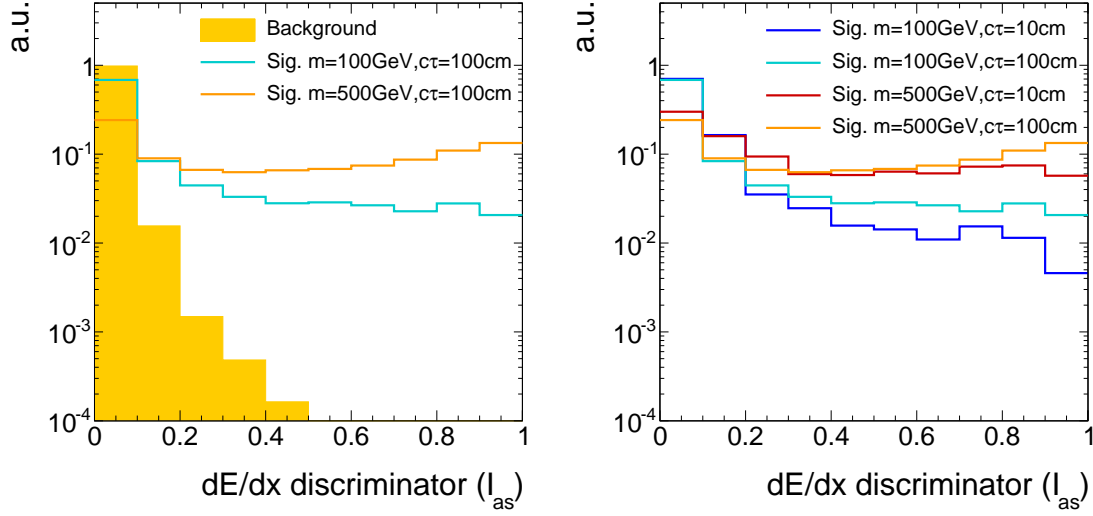 a.u.
Background
Sig. m=100GeV,cτ=100cm
Sig. m=500GeV,cτ=100cm
1
10^-1
10^-2
10^-3
10^-4
0 0.2 0.4 0.6 0.8 1
dE/dx discriminator (I_as)
a.u.
Sig. m=100GeV,cτ=10cm
Sig. m=100GeV,cτ=100cm
Sig. m=500GeV,cτ=10cm
Sig. m=500GeV,cτ=100cm
1
10^-1
10^-2
10^-3
10^-4
0 0.2 0.4 0.6 0.8 1
dE/dx discriminator (I_as)